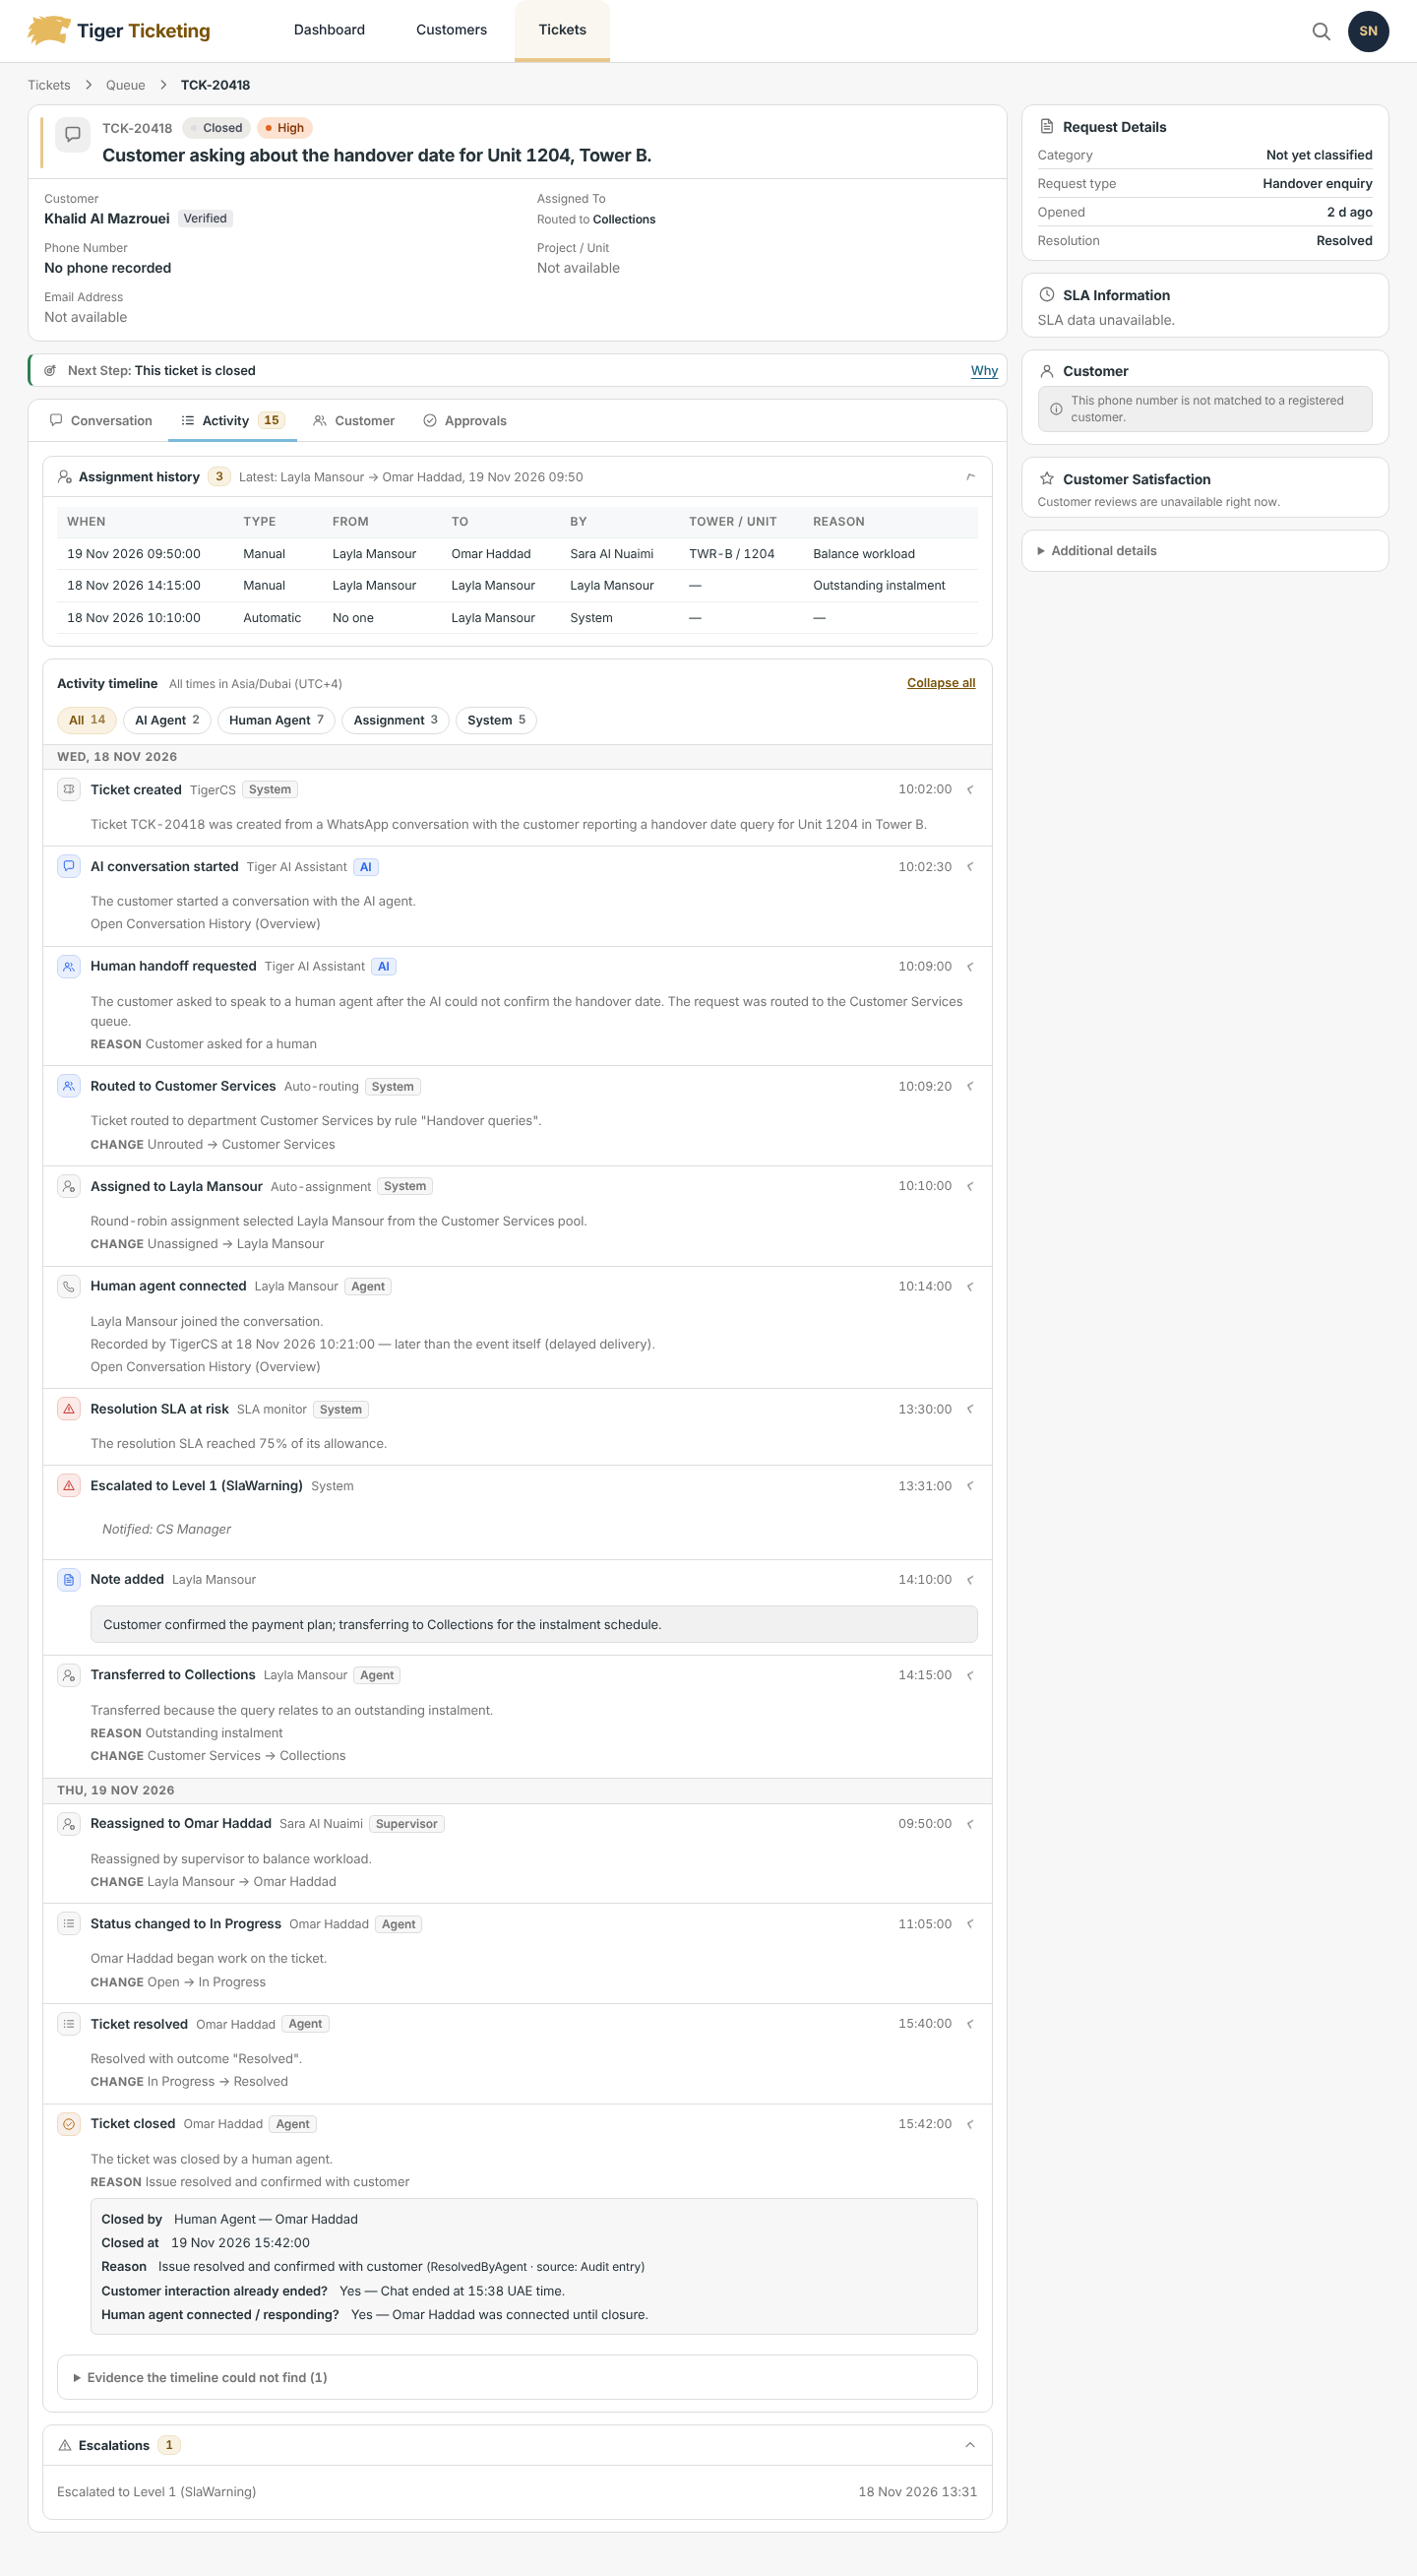 Tiger Ticketing
Dashboard
Customers
Tickets
SN
Tickets > Queue > TCK-20418
TCK-20418 Closed High
Customer asking about the handover date for Unit 1204, Tower B.
Customer
Khalid Al Mazrouei Verified
Assigned To
Routed to Collections
Phone Number
No phone recorded
Project / Unit
Not available
Email Address
Not available
Next Step: This ticket is closed
Why
Conversation
Activity 15
Customer
Approvals
Assignment history 3 Latest: Layla Mansour → Omar Haddad, 19 Nov 2026 09:50
WHEN TYPE FROM TO BY TOWER / UNIT REASON
19 Nov 2026 09:50:00 Manual Layla Mansour Omar Haddad Sara Al Nuaimi TWR-B / 1204 Balance workload
18 Nov 2026 14:15:00 Manual Layla Mansour Layla Mansour Layla Mansour — Outstanding instalment
18 Nov 2026 10:10:00 Automatic No one Layla Mansour System — —
Activity timeline All times in Asia/Dubai (UTC+4)
Collapse all
All 14
AI Agent 2
Human Agent 7
Assignment 3
System 5
WED, 18 NOV 2026
Ticket created TigerCS System 10:02:00
Ticket TCK-20418 was created from a WhatsApp conversation with the customer reporting a handover date query for Unit 1204 in Tower B.
AI conversation started Tiger AI Assistant AI 10:02:30
The customer started a conversation with the AI agent.
Open Conversation History (Overview)
Human handoff requested Tiger AI Assistant AI 10:09:00
The customer asked to speak to a human agent after the AI could not confirm the handover date. The request was routed to the Customer Services
queue.
REASON Customer asked for a human
Routed to Customer Services Auto-routing System 10:09:20
Ticket routed to department Customer Services by rule "Handover queries".
CHANGE Unrouted → Customer Services
Assigned to Layla Mansour Auto-assignment System 10:10:00
Round-robin assignment selected Layla Mansour from the Customer Services pool.
CHANGE Unassigned → Layla Mansour
Human agent connected Layla Mansour Agent 10:14:00
Layla Mansour joined the conversation.
Recorded by TigerCS at 18 Nov 2026 10:21:00 — later than the event itself (delayed delivery).
Open Conversation History (Overview)
Resolution SLA at risk SLA monitor System 13:30:00
The resolution SLA reached 75% of its allowance.
Escalated to Level 1 (SlaWarning) System 13:31:00
Notified: CS Manager
Note added Layla Mansour 14:10:00
Customer confirmed the payment plan; transferring to Collections for the instalment schedule.
Transferred to Collections Layla Mansour Agent 14:15:00
Transferred because the query relates to an outstanding instalment.
REASON Outstanding instalment
CHANGE Customer Services → Collections
THU, 19 NOV 2026
Reassigned to Omar Haddad Sara Al Nuaimi Supervisor 09:50:00
Reassigned by supervisor to balance workload.
CHANGE Layla Mansour → Omar Haddad
Status changed to In Progress Omar Haddad Agent 11:05:00
Omar Haddad began work on the ticket.
CHANGE Open → In Progress
Ticket resolved Omar Haddad Agent 15:40:00
Resolved with outcome "Resolved".
CHANGE In Progress → Resolved
Ticket closed Omar Haddad Agent 15:42:00
The ticket was closed by a human agent.
REASON Issue resolved and confirmed with customer
Closed by Human Agent — Omar Haddad
Closed at 19 Nov 2026 15:42:00
Reason Issue resolved and confirmed with customer (ResolvedByAgent · source: Audit entry)
Customer interaction already ended? Yes — Chat ended at 15:38 UAE time.
Human agent connected / responding? Yes — Omar Haddad was connected until closure.
Evidence the timeline could not find (1)
Escalations 1
Escalated to Level 1 (SlaWarning) 18 Nov 2026 13:31
Request Details
Category Not yet classified
Request type Handover enquiry
Opened 2 d ago
Resolution Resolved
SLA Information
SLA data unavailable.
Customer
This phone number is not matched to a registered
customer.
Customer Satisfaction
Customer reviews are unavailable right now.
Additional details